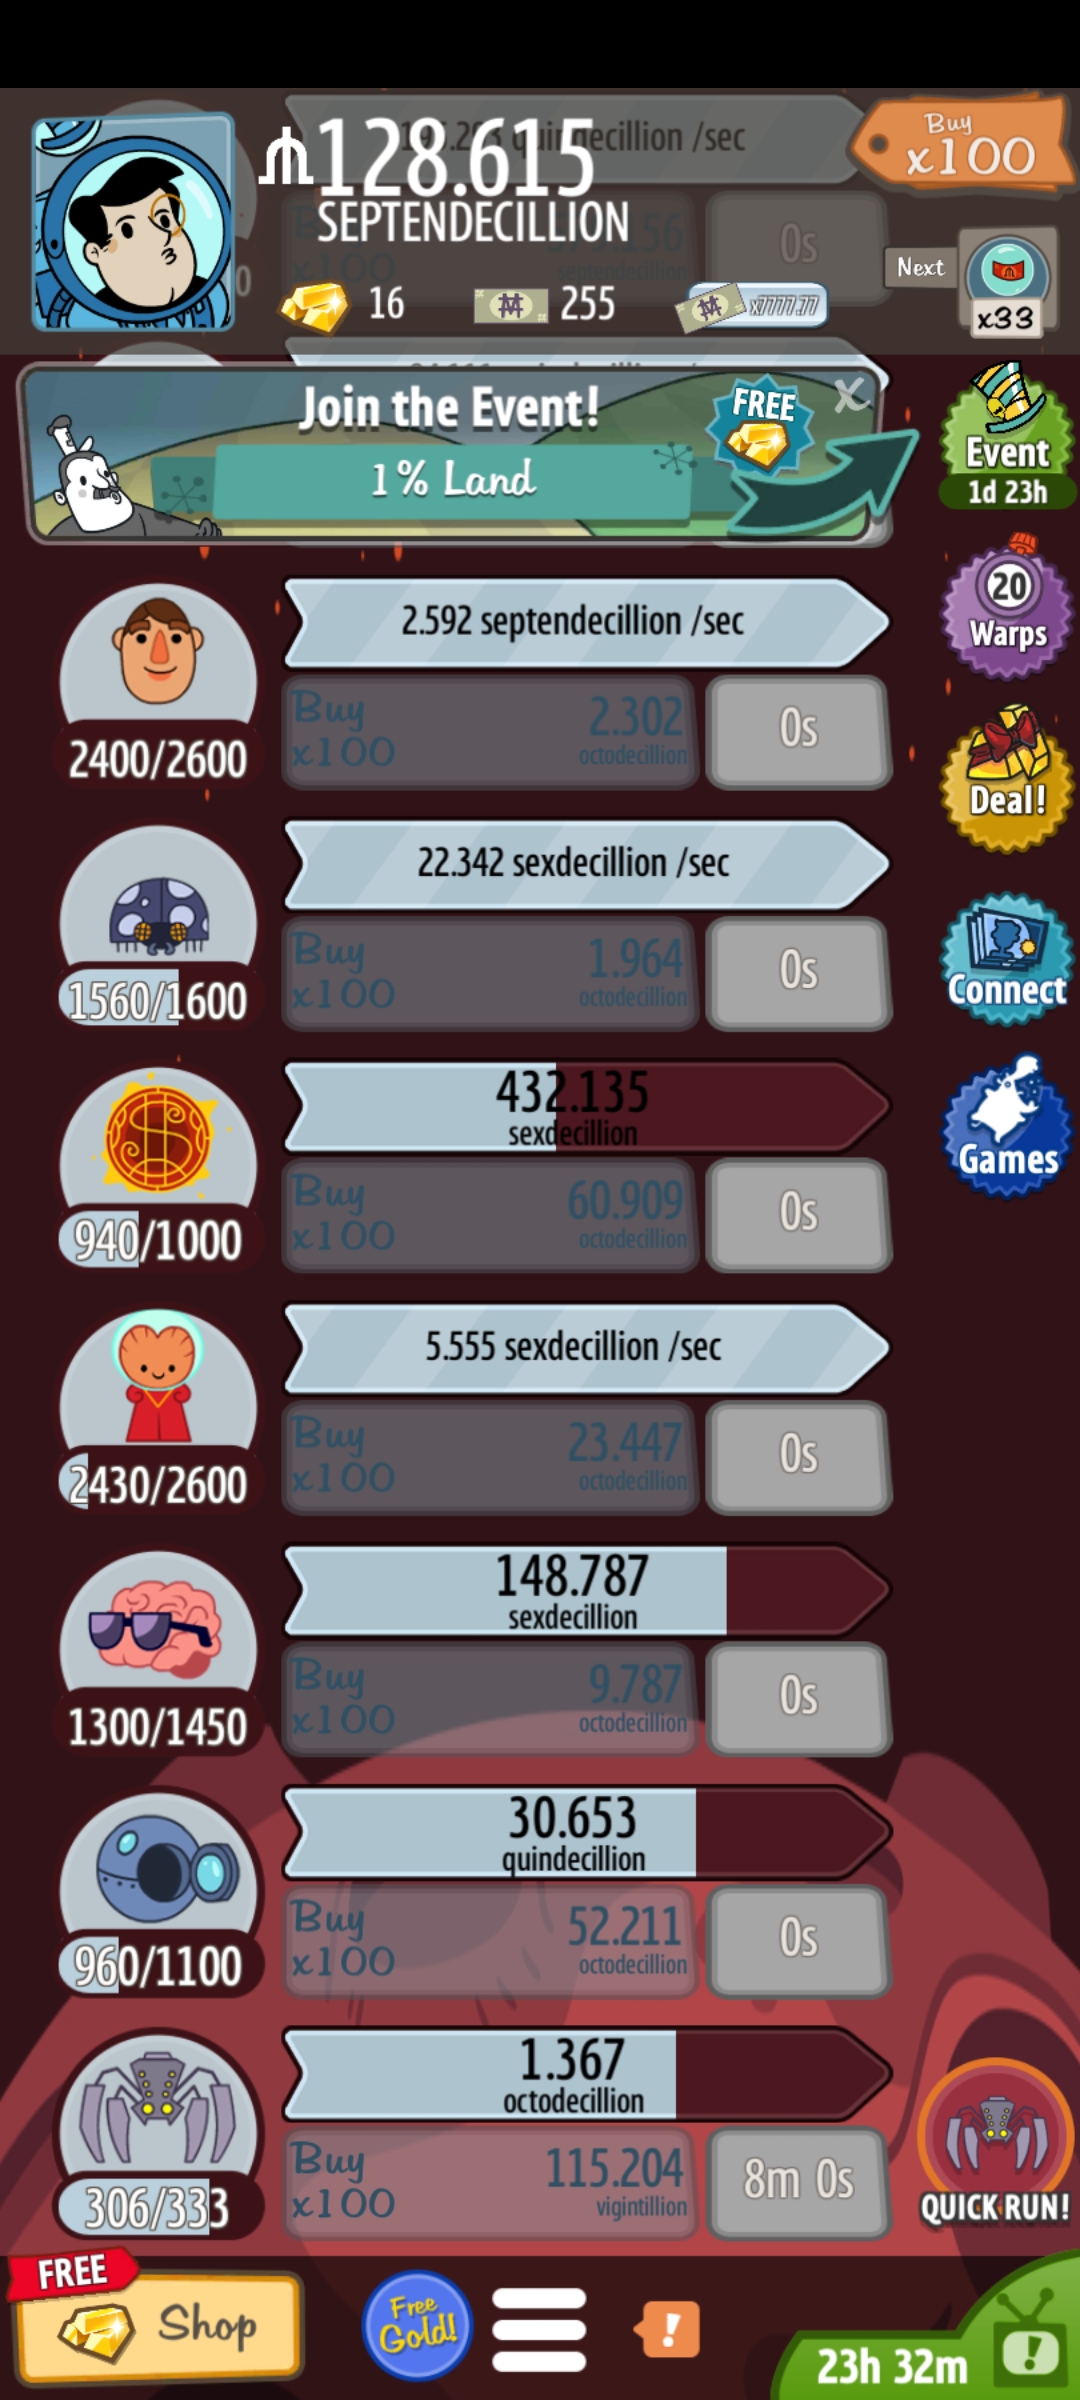 quindecillion /sec
128.615
SEPTENDECILLION
Buy
x100
Buy
x100
septendecillion
0s
16
255
x7777.77
Next
x33
Join the Event!
1% Land
FREE
X
Event
1d 23h
2.592 septendecillion /sec
Buy
x100
2.302
octodecillion
0s
2400/2600
20
Warps
Deal!
22.342 sexdecillion /sec
Buy
x100
1.964
octodecillion
0s
1560/1600
Connect
432.135
sexdecillion
Buy
x100
60.909
octodecillion
0s
940/1000
Games
5.555 sexdecillion /sec
Buy
x100
23.447
octodecillion
0s
2430/2600
148.787
sexdecillion
Buy
x100
9.787
octodecillion
0s
1300/1450
30.653
quindecillion
Buy
x100
52.211
octodecillion
0s
960/1100
1.367
octodecillion
Buy
x100
115.204
vigintillion
8m 0s
306/333
QUICK RUN!
FREE
Shop
Free
Gold!
!
23h 32m
!